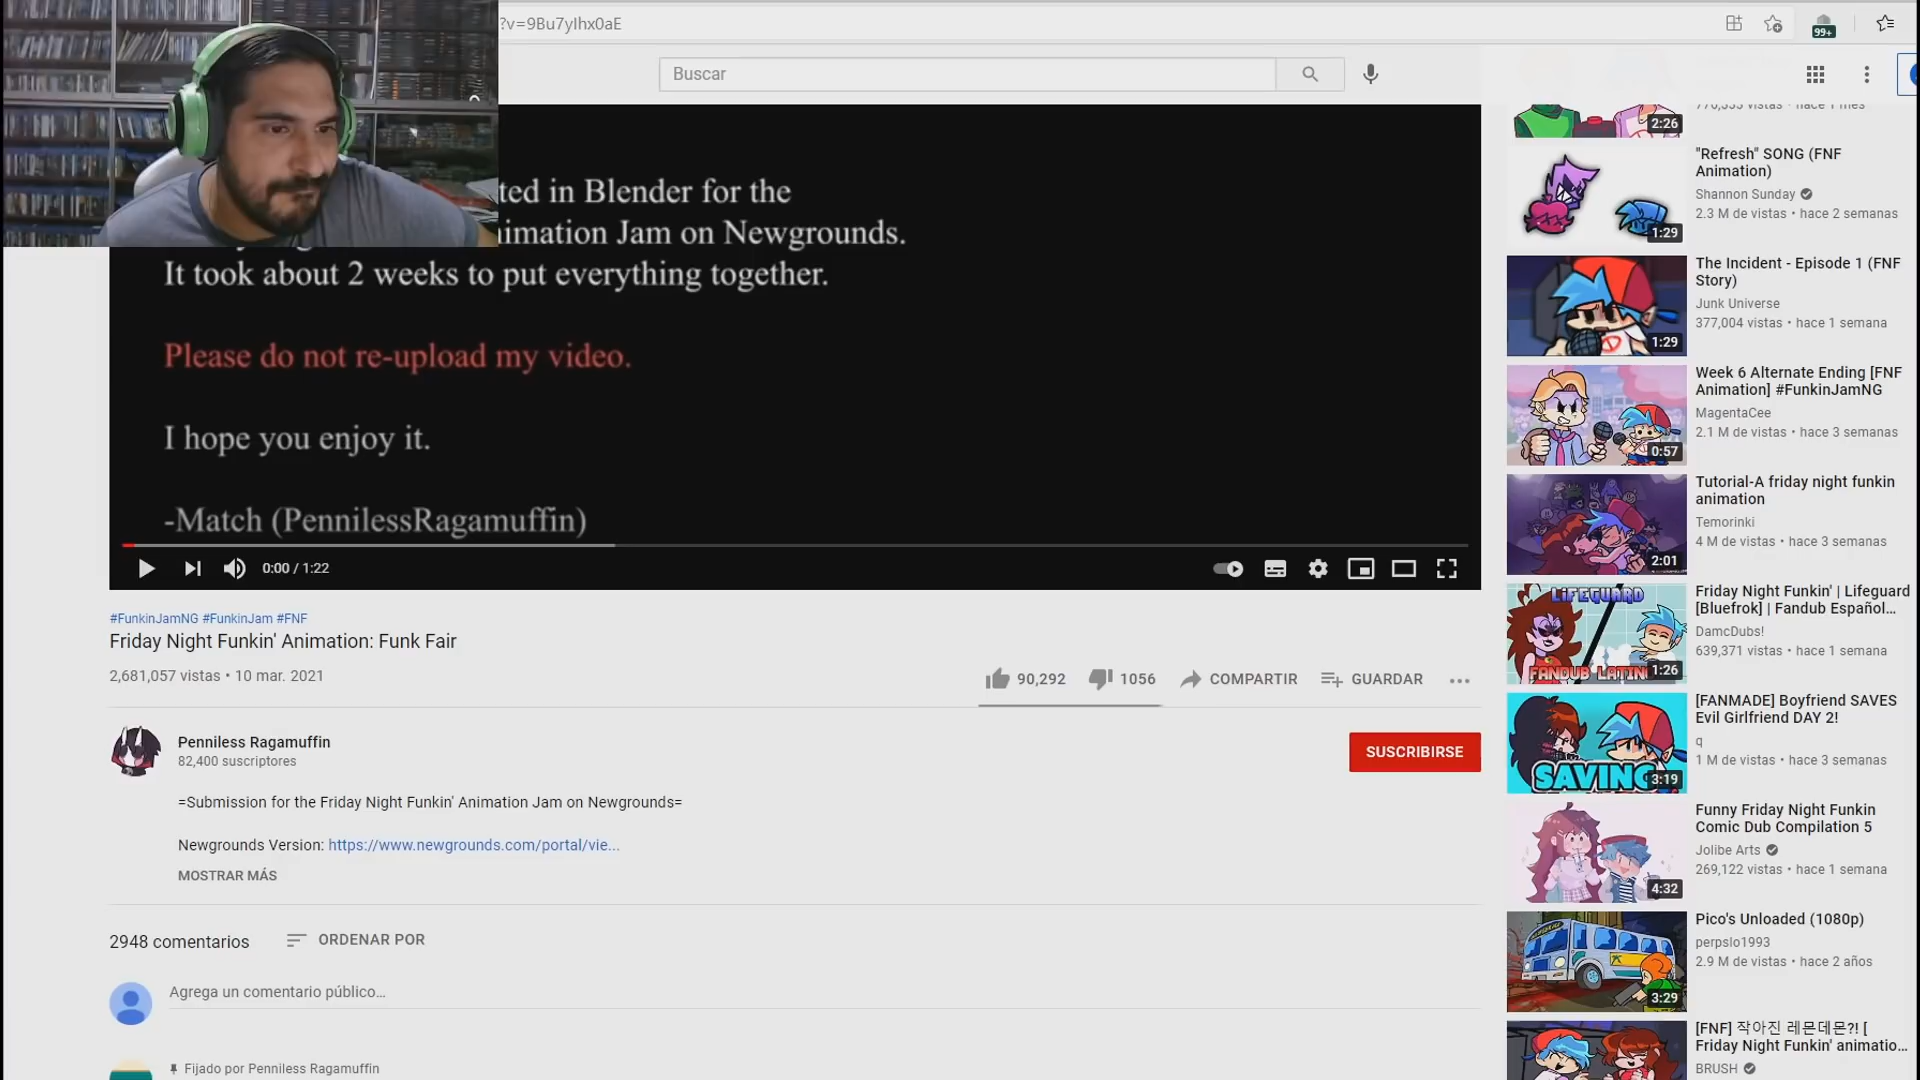 ?v=9Bu7yIhx0aE
99+
Buscar
ted in Blender for the
imation Jam on Newgrounds.
It took about 2 weeks to put everything together.
Please do not re-upload my video.
I hope you enjoy it.
-Match (PennilessRagamuffin)
0:00 / 1:22
#FunkinJamNG #FunkinJam #FNF
Friday Night Funkin' Animation: Funk Fair
2,681,057 vistas • 10 mar. 2021
90,292
1056
COMPARTIR
GUARDAR
Penniless Ragamuffin
82,400 suscriptores
SUSCRIBIRSE
=Submission for the Friday Night Funkin' Animation Jam on Newgrounds=
Newgrounds Version: https://www.newgrounds.com/portal/vie...
MOSTRAR MÁS
2948 comentarios
ORDENAR POR
Agrega un comentario público...
Fijado por Penniless Ragamuffin
2:26
"Refresh" SONG (FNF
Animation)
Shannon Sunday
2.3 M de vistas • hace 2 semanas
1:29
The Incident - Episode 1 (FNF
Story)
Junk Universe
377,004 vistas • hace 1 semana
1:29
Week 6 Alternate Ending [FNF
Animation] #FunkinJamNG
MagentaCee
2.1 M de vistas • hace 3 semanas
0:57
Tutorial-A friday night funkin
animation
Temorinki
4 M de vistas • hace 3 semanas
2:01
LIFEGUARD
FANDUB LATINO
Friday Night Funkin' | Lifeguard
[Bluefrok] | Fandub Español...
DamcDubs!
639,371 vistas • hace 1 semana
1:26
SAVING
[FANMADE] Boyfriend SAVES
Evil Girlfriend DAY 2!
q
1 M de vistas • hace 3 semanas
3:19
Funny Friday Night Funkin
Comic Dub Compilation 5
Jolibe Arts
269,122 vistas • hace 1 semana
4:32
Pico's Unloaded (1080p)
perpslo1993
2.9 M de vistas • hace 2 años
3:29
[FNF] 작아진 레몬데몬?! [
Friday Night Funkin' animatio...
BRUSH